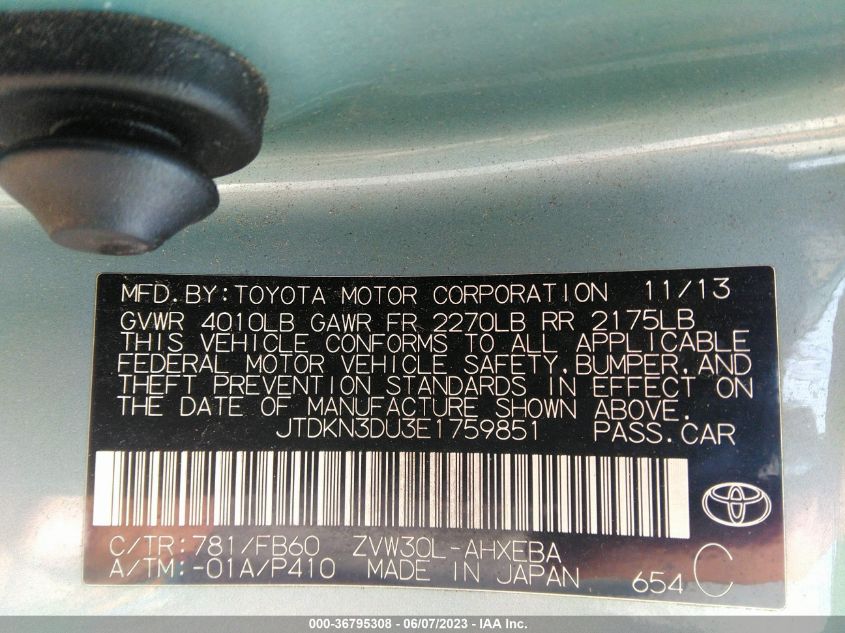 MFD.BY:TOYOTA MOTOR CORPORATION 11/13
GVWR 4010LB GAWR FR 2270LB RR 2175LB
THIS VEHICLE CONFORMS TO ALL APPLICABLE
FEDERAL MOTOR VEHICLE SAFETY,BUMPER,AND
THEFT PREVENTION STANDARDS IN EFFECT ON
THE DATE OF MANUFACTURE SHOWN ABOVE.
JTDKN3DU3E1759851 PASS.CAR
C/TR:781/FB60 ZVW30L-AHXEBA
A/TM:-01A/P410 MADE IN JAPAN 654 C
000-36795308 - 06/07/2023 - IAA Inc.